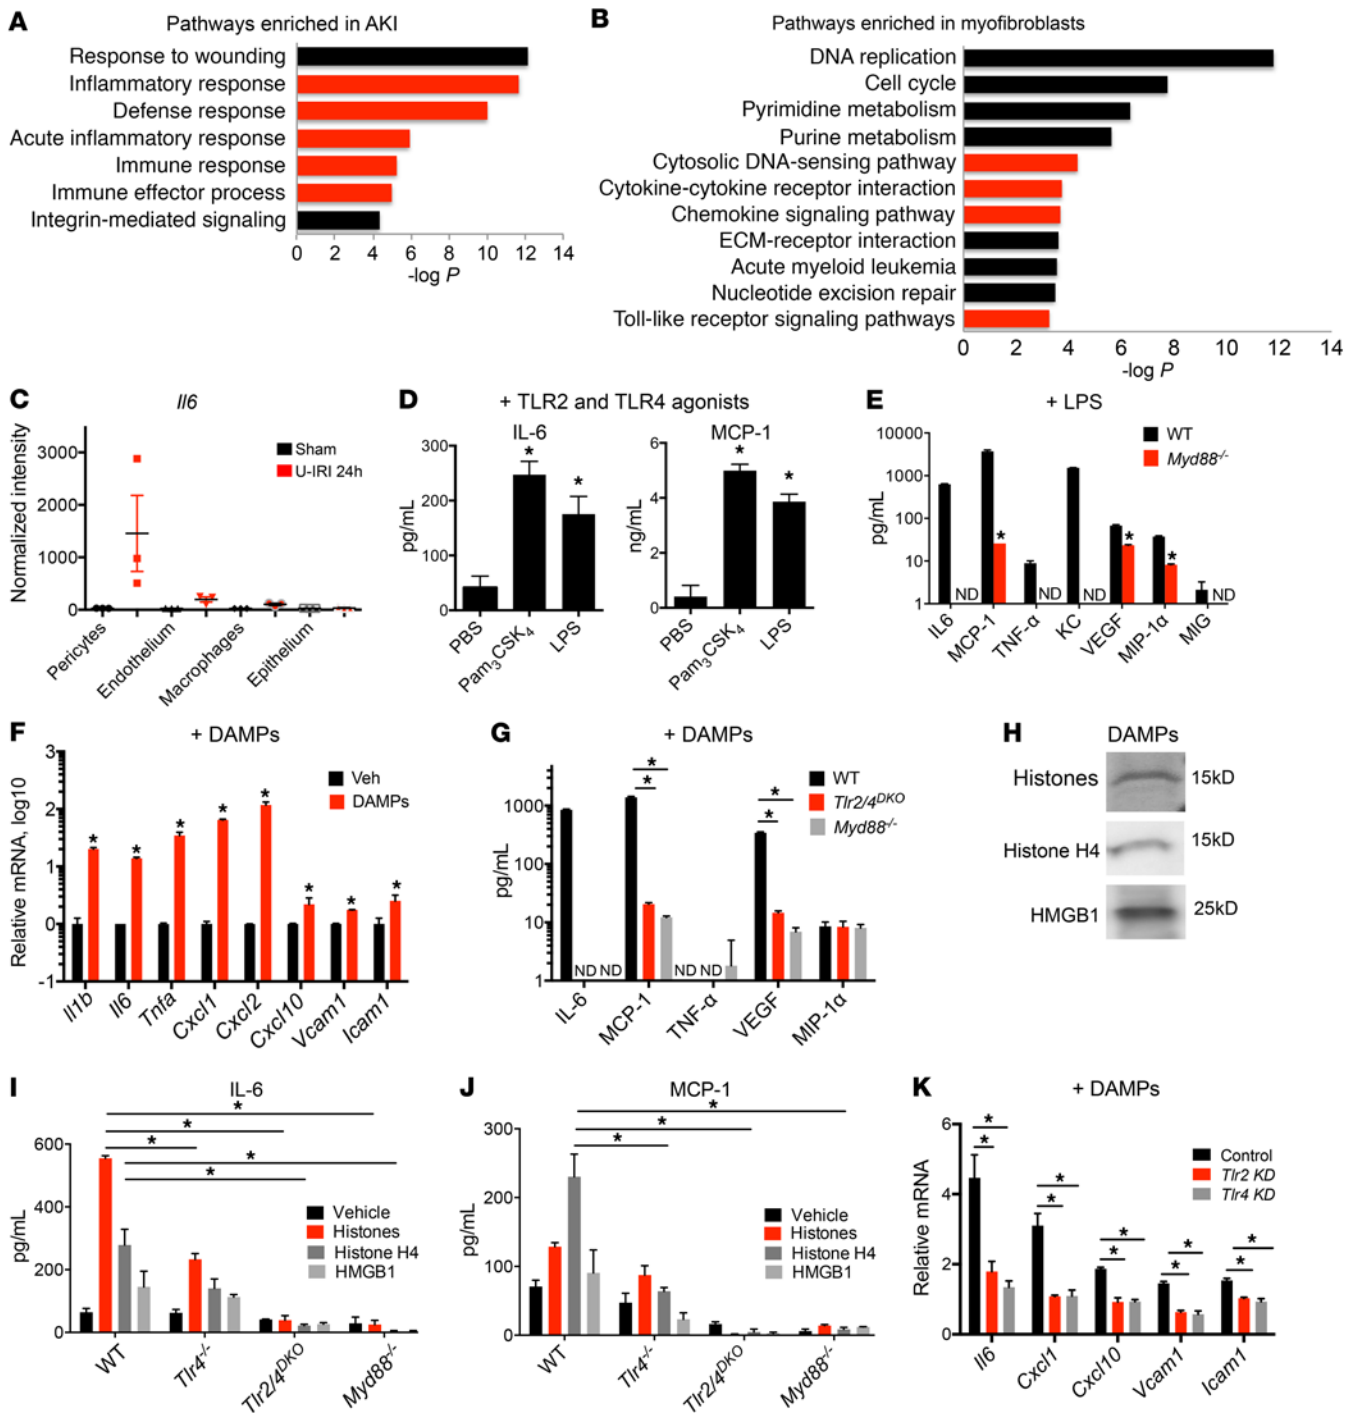 A
Pathways enriched in AKI
Response to wounding
Inflammatory response
Defense response
Acute inflammatory response
Immune response
Immune effector process
Integrin-mediated signaling
0 2 4 6 8 10 12 14
-log P
B
Pathways enriched in myofibroblasts
DNA replication
Cell cycle
Pyrimidine metabolism
Purine metabolism
Cytosolic DNA-sensing pathway
Cytokine-cytokine receptor interaction
Chemokine signaling pathway
ECM-receptor interaction
Acute myeloid leukemia
Nucleotide excision repair
Toll-like receptor signaling pathways
0 2 4 6 8 10 12 14
-log P
C
Il6
Normalized intensity
3000
2000
1000
0
Sham
U-IRI 24h
Pericytes
Endothelium
Macrophages
Epithelium
D
+ TLR2 and TLR4 agonists
IL-6
pg/mL
300
200
100
0
* *
PBS
Pam3CSK4
LPS
MCP-1
ng/mL
6
4
2
0
* *
PBS
Pam3CSK4
LPS
E
+ LPS
pg/mL
10000
1000
100
10
1
WT
Myd88-/-
ND * ND ND * * ND
IL6
MCP-1
TNF-α
KC
VEGF
MIP-1α
MIG
F
+ DAMPs
Relative mRNA, log10
3
2
1
0
-1
Veh
DAMPs
* * * * * * * *
Il1b
Il6
Tnfa
Cxcl1
Cxcl2
Cxcl10
Vcam1
Icam1
G
+ DAMPs
pg/mL
1000
100
10
1
WT
Tlr2/4DKO
Myd88-/-
* * * *
ND ND ND ND
IL-6
MCP-1
TNF-α
VEGF
MIP-1α
H
DAMPs
Histones 15kD
Histone H4 15kD
HMGB1 25kD
I
IL-6
pg/mL
600
400
200
0
* * * * *
Vehicle
Histones
Histone H4
HMGB1
WT
Tlr4-/-
Tlr2/4DKO
Myd88-/-
J
MCP-1
pg/mL
300
200
100
0
* * *
Vehicle
Histones
Histone H4
HMGB1
WT
Tlr4-/-
Tlr2/4DKO
Myd88-/-
K
+ DAMPs
Relative mRNA
6
4
2
0
* * * * * * * * * *
Control
Tlr2 KD
Tlr4 KD
Il6
Cxcl1
Cxcl10
Vcam1
Icam1